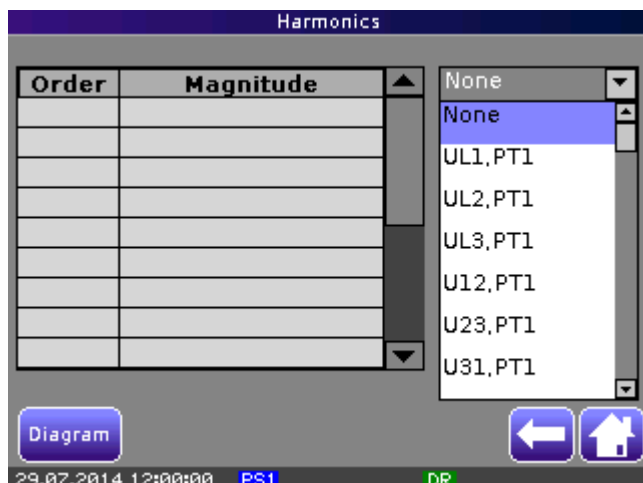 Harmonics
Order Magnitude
None
None
UL1,PT1
UL2,PT1
UL3,PT1
U12,PT1
U23,PT1
U31,PT1
Diagram
29.07.2014 12:00:00 PS1 DR